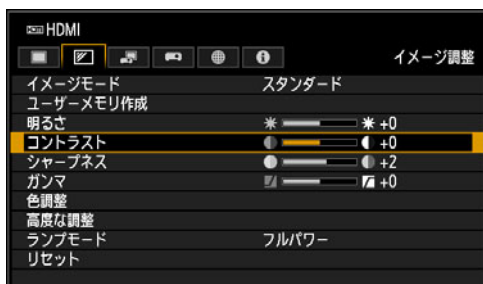 HDMI
イメージ調整
イメージモード スタンダード
ユーザーメモリ作成
明るさ +0
コントラスト +0
シャープネス +2
ガンマ +0
色調整
高度な調整
ランプモード フルパワー
リセット